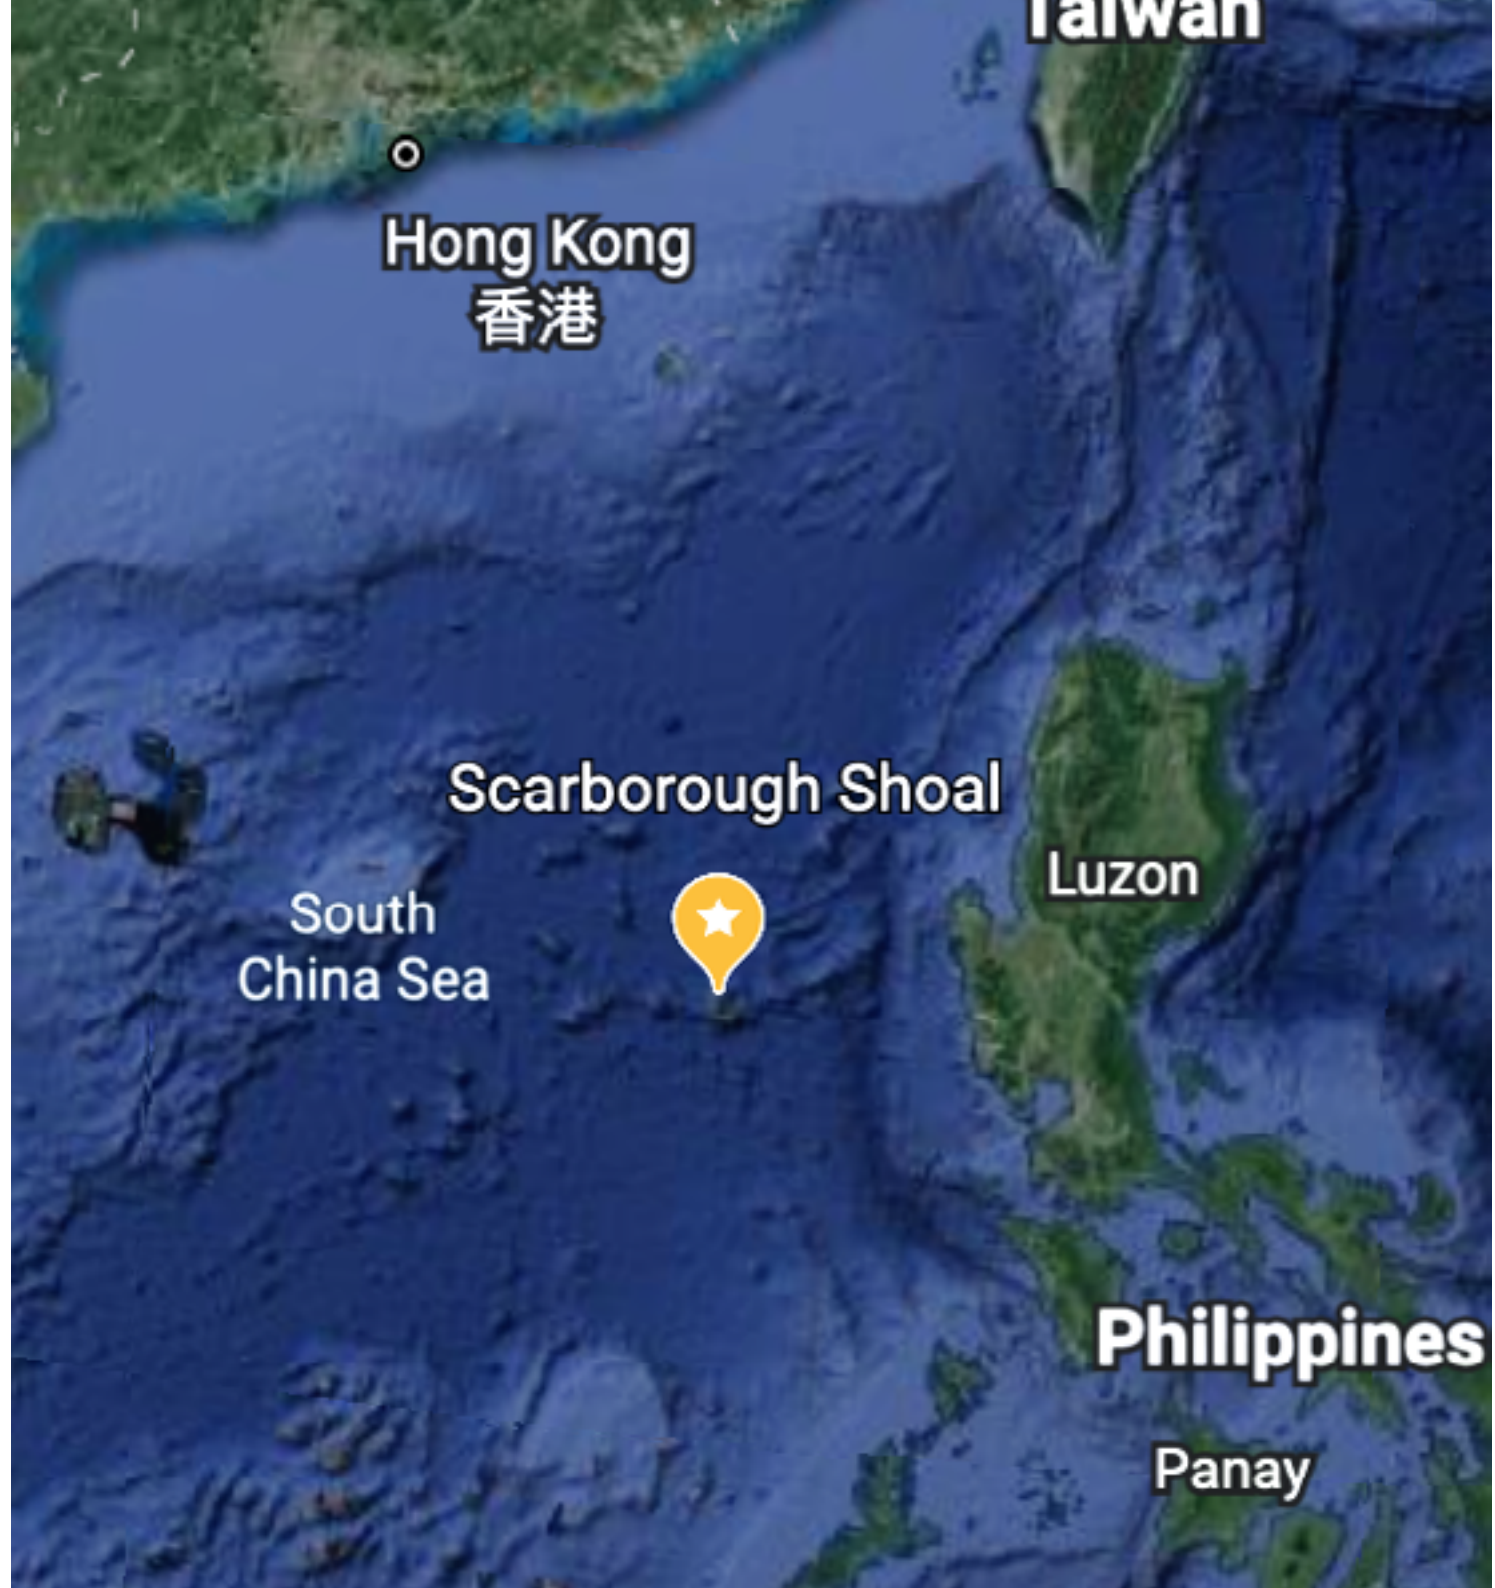 Taiwan
Hong Kong
香港
Scarborough Shoal
Luzon
South
China Sea
Philippines
Panay